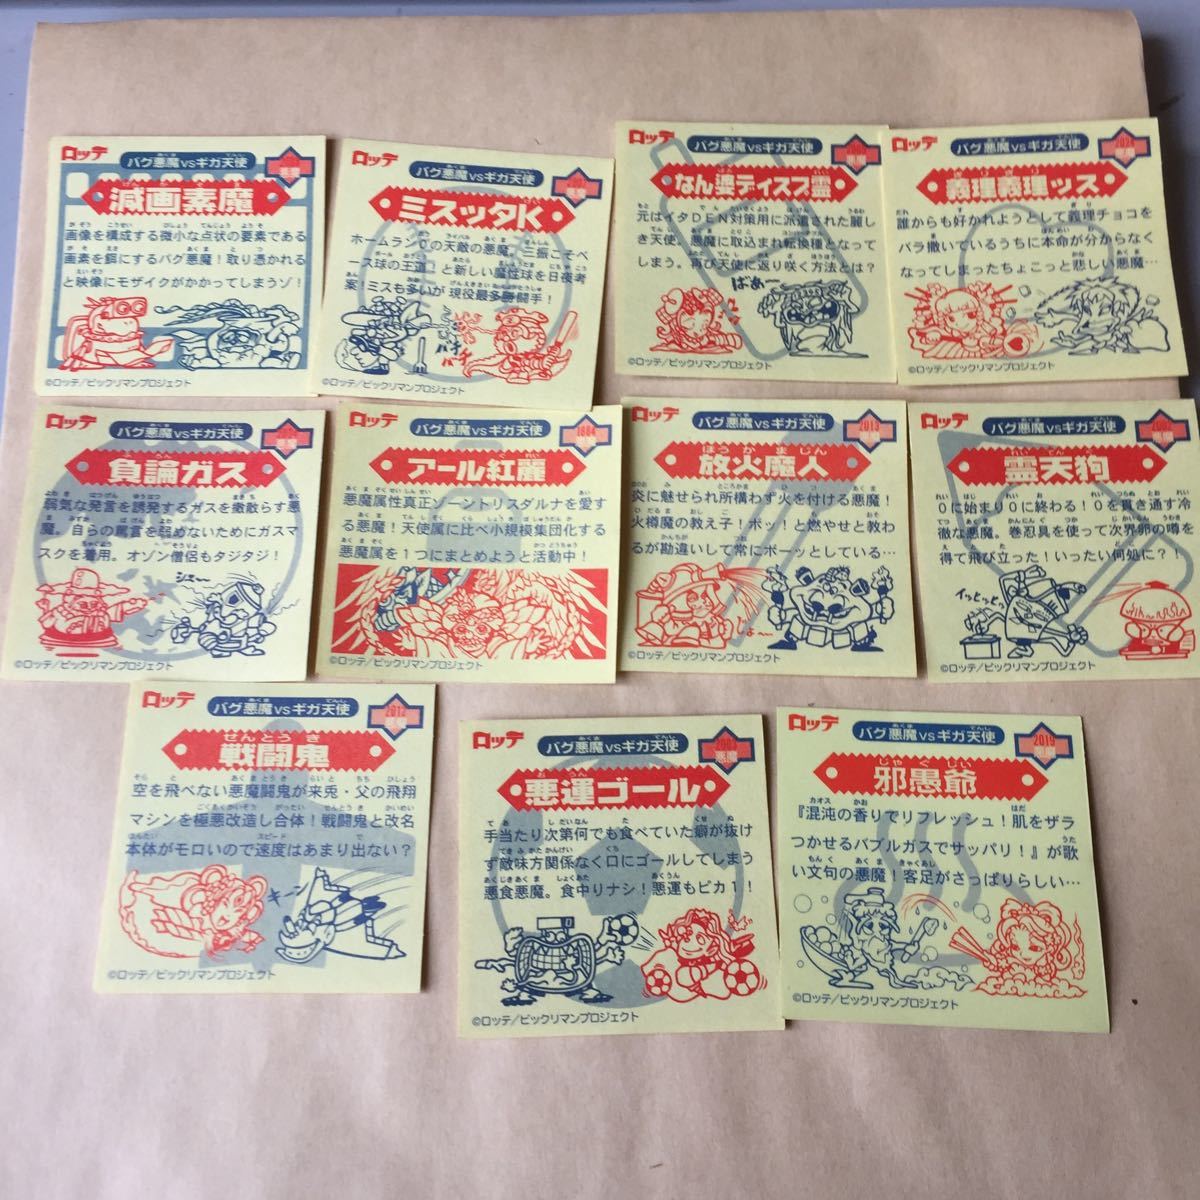 ロッテ
バグ悪魔vsギガ天使
悪魔
減画素魔
画像を構成する微小な点状の要素である
画素を餌にするバグ悪魔！取り憑かれる
と映像にモザイクがかかってしまうゾ！
©ロッテ/ビックリマンプロジェクト
ロッテ
バグ悪魔vsギガ天使
ミスッタK
ホームラン0の天敵の悪魔。三振こそベ
ース球の王道！と新しい魔性球を日夜考
案！ミスも多いが 現役最多勝闘手！
バチバチ
©ロッテ/ビックリマンプロジェクト
ロッテ
バグ悪魔vsギガ天使
悪魔
なん婆ディスプ霊
元はイタDEN対策用に派遣された麗し
き天使。悪魔に取込まれ転換種となって
しまう。再び天使に返り咲く方法とは？
ばあ〜
©ロッテ/ビックリマンプロジェクト
ロッテ
バグ悪魔vsギガ天使
悪魔
義理義理ッス
誰からも好かれようとして義理チョコを
バラ撒いているうちに本命が分からなく
なってしまったちょこっと悲しい悪魔…
©ロッテ/ビックリマンプロジェクト
ロッテ
バグ悪魔vsギガ天使
悪魔
負論ガス
弱気な発言を誘発するガスを撒散らす悪
魔。自らの罵言を弱めないためにガスマ
スクを着用。オゾン僧侶もタジタジ！
シュ〜
©ロッテ/ビックリマンプロジェクト
ロッテ
バグ悪魔vsギガ天使
1884
アール紅麗
悪魔属性真正ゾーントリスダルナを愛す
る悪魔！天使属に比べ小規模集団化する
悪魔属を1つにまとめようと活動中！
©ロッテ/ビックリマンプロジェクト
ロッテ
バグ悪魔vsギガ天使
2013
悪魔
放火魔人
炎に魅せられ所構わず火を付ける悪魔！
火樽魔の教え子！ボッ！と燃やせと教わ
るが勘違いして常にボーッとしている…
じょ〜
©ロッテ/ビックリマンプロジェクト
ロッテ
バグ悪魔vsギガ天使
悪魔
霊天狗
0に始まり0に終わる！0を貫き通す冷
徹な悪魔。巻忍具を使って次界卵の噂を
得て飛び立った！いったい何処に？！
イッとっとっ
©ロッテ/ビックリマンプロジェクト
ロッテ
バグ悪魔vsギガ天使
2012
悪魔
戦闘鬼
空を飛べない悪魔闘鬼が来兎・父の飛翔
マシンを極悪改造し合体！戦闘鬼と改名
本体がモロいので速度はあまり出ない？
キーン
©ロッテ/ビックリマンプロジェクト
ロッテ
バグ悪魔vsギガ天使
2003
悪魔
悪運ゴール
手当たり次第何でも食べていた癖が抜け
ず敵味方関係なく口にゴールしてしまう
悪食悪魔。食中りナシ！悪運もピカ1！
©ロッテ/ビックリマンプロジェクト
ロッテ
バグ悪魔vsギガ天使
2019
悪魔
邪愚爺
『混沌の香りでリフレッシュ！肌をザラ
つかせるバブルガスでサッパリ！』が歌
い文句の悪魔！客足がさっぱりらしい…
©ロッテ/ビックリマンプロジェクト